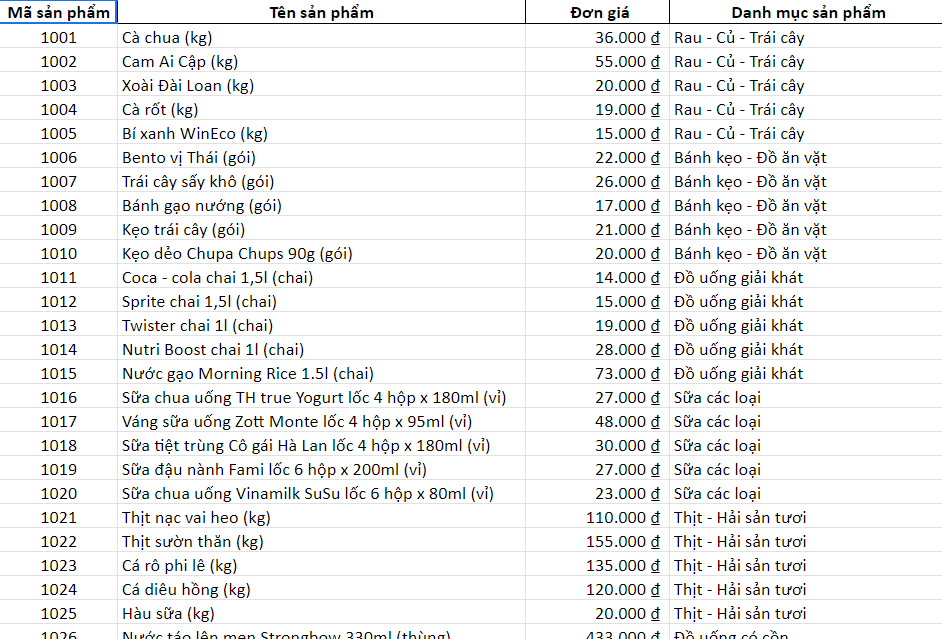 Mã sản phẩm Tên sản phẩm Đơn giá Danh mục sản phẩm
1001 Cà chua (kg) 36.000 ₫ Rau - Củ - Trái cây
1002 Cam Ai Cập (kg) 55.000 ₫ Rau - Củ - Trái cây
1003 Xoài Đài Loan (kg) 20.000 ₫ Rau - Củ - Trái cây
1004 Cà rốt (kg) 19.000 ₫ Rau - Củ - Trái cây
1005 Bí xanh WinEco (kg) 15.000 ₫ Rau - Củ - Trái cây
1006 Bento vị Thái (gói) 22.000 ₫ Bánh kẹo - Đồ ăn vặt
1007 Trái cây sấy khô (gói) 26.000 ₫ Bánh kẹo - Đồ ăn vặt
1008 Bánh gạo nướng (gói) 17.000 ₫ Bánh kẹo - Đồ ăn vặt
1009 Kẹo trái cây (gói) 21.000 ₫ Bánh kẹo - Đồ ăn vặt
1010 Kẹo dẻo Chupa Chups 90g (gói) 20.000 ₫ Bánh kẹo - Đồ ăn vặt
1011 Coca - cola chai 1,5l (chai) 14.000 ₫ Đồ uống giải khát
1012 Sprite chai 1,5l (chai) 15.000 ₫ Đồ uống giải khát
1013 Twister chai 1l (chai) 19.000 ₫ Đồ uống giải khát
1014 Nutri Boost chai 1l (chai) 28.000 ₫ Đồ uống giải khát
1015 Nước gạo Morning Rice 1.5l (chai) 73.000 ₫ Đồ uống giải khát
1016 Sữa chua uống TH true Yogurt lốc 4 hộp x 180ml (vỉ) 27.000 ₫ Sữa các loại
1017 Váng sữa uống Zott Monte lốc 4 hộp x 95ml (vỉ) 48.000 ₫ Sữa các loại
1018 Sữa tiệt trùng Cô gái Hà Lan lốc 4 hộp x 180ml (vỉ) 30.000 ₫ Sữa các loại
1019 Sữa đậu nành Fami lốc 6 hộp x 200ml (vỉ) 27.000 ₫ Sữa các loại
1020 Sữa chua uống Vinamilk SuSu lốc 6 hộp x 80ml (vỉ) 23.000 ₫ Sữa các loại
1021 Thịt nạc vai heo (kg) 110.000 ₫ Thịt - Hải sản tươi
1022 Thịt sườn thăn (kg) 155.000 ₫ Thịt - Hải sản tươi
1023 Cá rô phi lê (kg) 135.000 ₫ Thịt - Hải sản tươi
1024 Cá diêu hồng (kg) 120.000 ₫ Thịt - Hải sản tươi
1025 Hàu sữa (kg) 20.000 ₫ Thịt - Hải sản tươi
1026 Nước táo lên men Strongbow 330ml (thùng) 433.000 ₫ Đồ uống có cồn